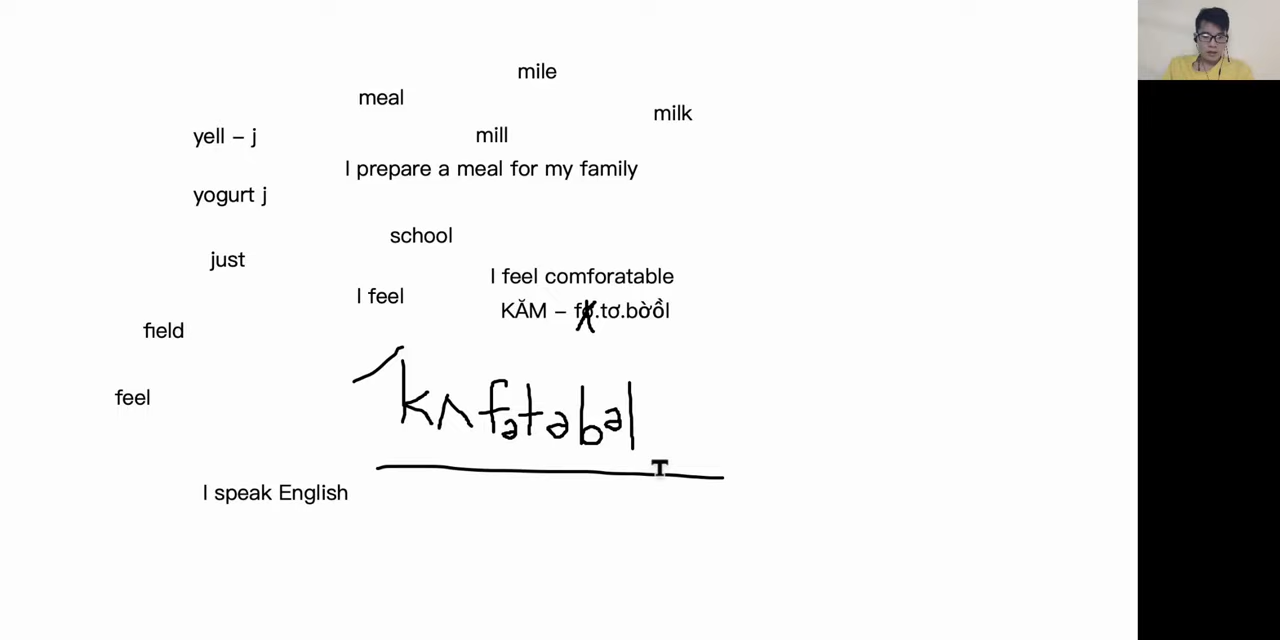 mile
meal
milk
yell – j
mill
I prepare a meal for my family
yogurt j
school
just
I feel comforatable
I feel
KĂM – fơ.tơ.bờồl
field
kʌfətəbəl
feel
I speak English